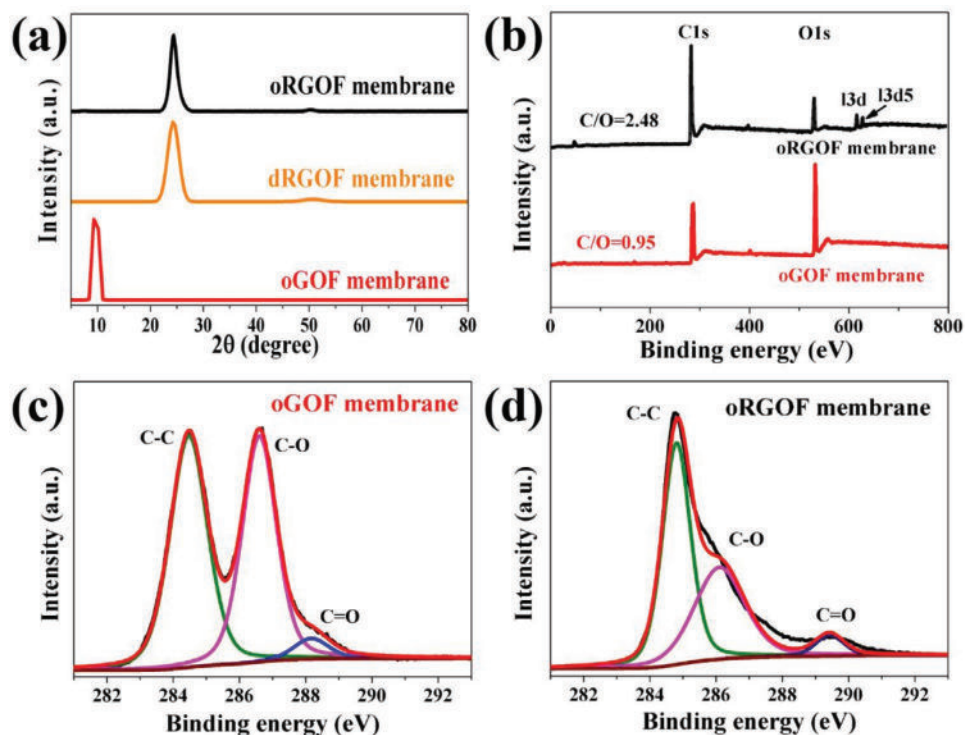 (a)
oRGOF membrane
dRGOF membrane
oGOF membrane
Intensity (a.u.)
10 20 30 40 50 60 70 80
2θ (degree)
(b)
C1s
O1s
I3d
I3d5
C/O=2.48
oRGOF membrane
C/O=0.95
oGOF membrane
Intensity (a.u.)
0 200 400 600 800
Binding energy (eV)
(c)
oGOF membrane
C-C
C-O
C=O
Intensity (a.u.)
282 284 286 288 290 292
Binding energy (eV)
(d)
oRGOF membrane
C-C
C-O
C=O
Intensity (a.u.)
282 284 286 288 290 292
Binding energy (eV)